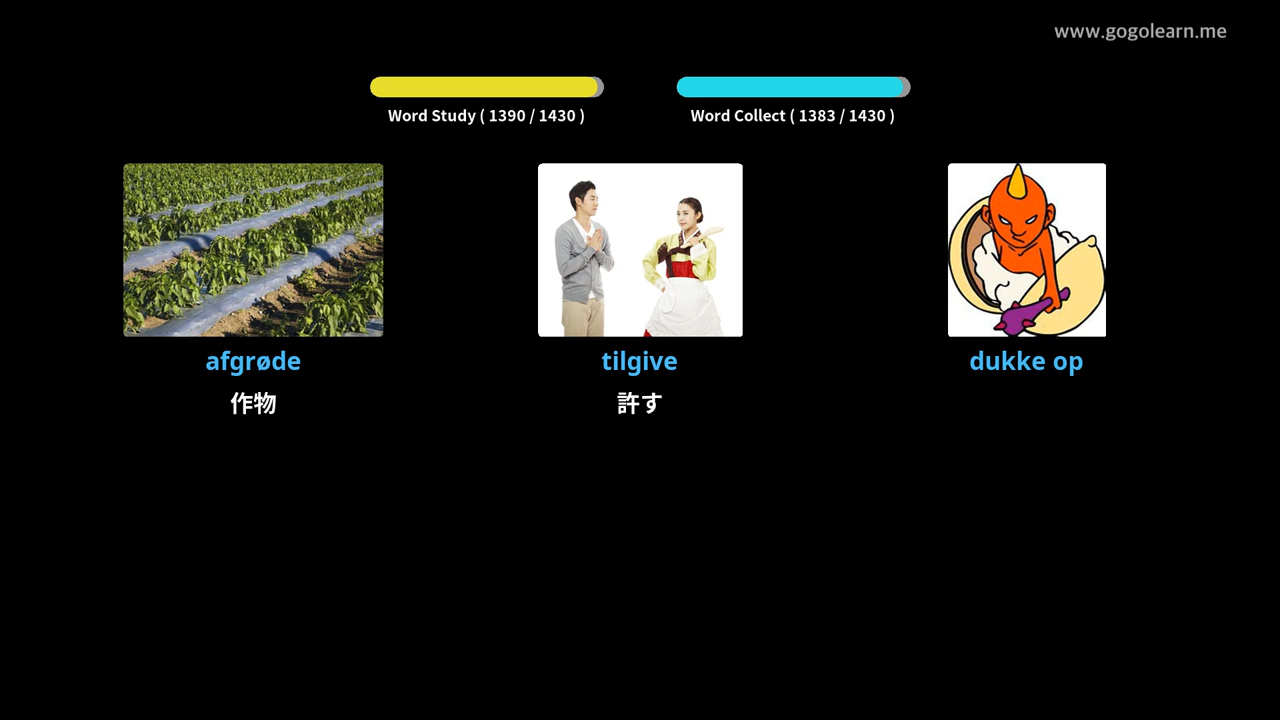 www.gogolearn.me
Word Study ( 1390 / 1430 )
Word Collect ( 1383 / 1430 )
afgrøde
作物
tilgive
許す
dukke op